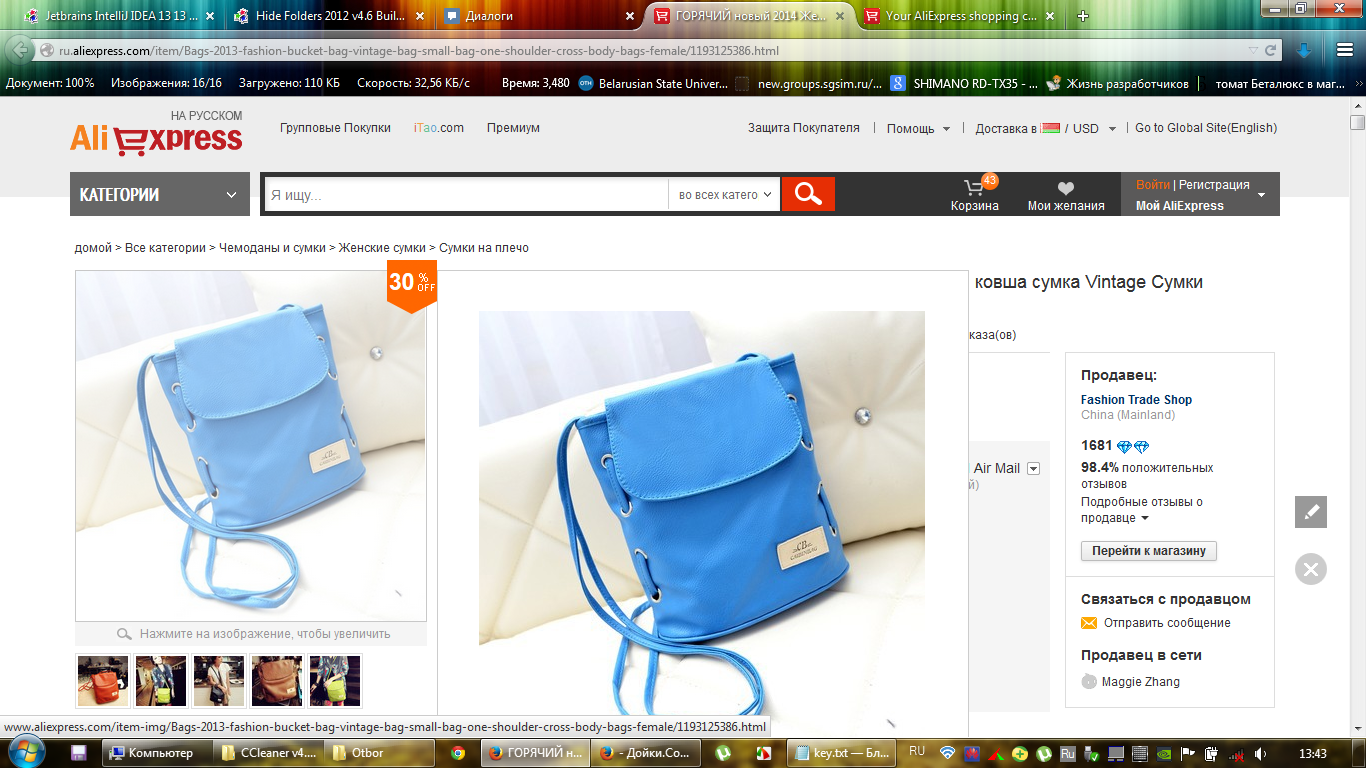 Jetbrains IntelliJ IDEA 13 13 ...
Hide Folders 2012 v4.6 Buil...
Диалоги
ГОРЯЧИЙ новый 2014 Же...
Your AliExpress shopping c...
ru.aliexpress.com/item/Bags-2013-fashion-bucket-bag-vintage-bag-small-bag-one-shoulder-cross-body-bags-female/1193125386.html
Документ: 100% Изображения: 16/16 Загружено: 110 КБ Скорость: 32,56 КБ/с Время: 3,480 Belarusian State Univer... new.groups.sgsim.ru/... SHIMANO RD-TX35 - ... Жизнь разработчиков томат Беталюкс в маг...
НА РУССКОМ
AliExpress
Групповые Покупки iTao.com Премиум
Защита Покупателя | Помощь | Доставка в / USD | Go to Global Site(English)
КАТЕГОРИИ
Я ищу...
во всех катего
43
Корзина
Мои желания
Войти | Регистрация
Мой AliExpress
домой > Все категории > Чемоданы и сумки > Женские сумки > Сумки на плечо
30 % OFF
ковша сумка Vintage Сумки
каза(ов)
Air Mail
й)
CB
CAREENBAG
Нажмите на изображение, чтобы увеличить
Продавец:
Fashion Trade Shop
China (Mainland)
1681
98.4% положительных
отзывов
Подробные отзывы о
продавце
Перейти к магазину
Связаться с продавцом
Отправить сообщение
Продавец в сети
Maggie Zhang
www.aliexpress.com/item-img/Bags-2013-fashion-bucket-bag-vintage-bag-small-bag-one-shoulder-cross-body-bags-female/1193125386.html
Компьютер
CCleaner v4....
Otbor
ГОРЯЧИЙ н...
- Дойки.Co...
key.txt — Бл...
RU
Ru
13:43